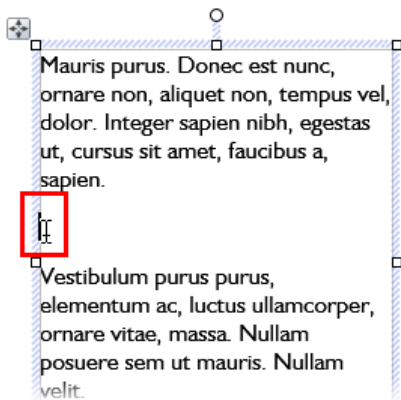 Mauris purus. Donec est nunc,
ornare non, aliquet non, tempus vel,
dolor. Integer sapien nibh, egestas
ut, cursus sit amet, faucibus a,
sapien.
Vestibulum purus purus,
elementum ac, luctus ullamcorper,
ornare vitae, massa. Nullam
posuere sem ut mauris. Nullam
velit.